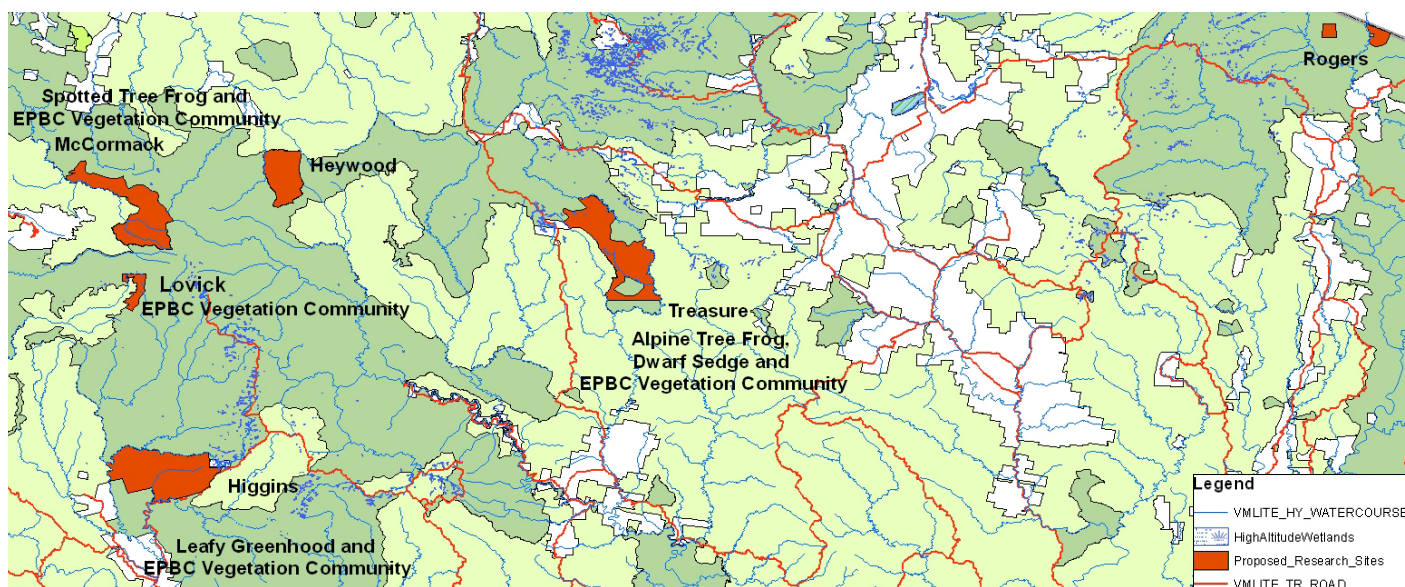 Rogers
Spotted Tree Frog and
EPBC Vegetation Community
McCormack
Heywood
Lovick
EPBC Vegetation Community
Treasure
Alpine Tree Frog,
Dwarf Sedge and
EPBC Vegetation Community
Higgins
Leafy Greenhood and
EPBC Vegetation Community
Legend
VMLITE_HY_WATERCOURSE
HighAltitudeWetlands
Proposed_Research_Sites
VMLITE_TR_ROAD